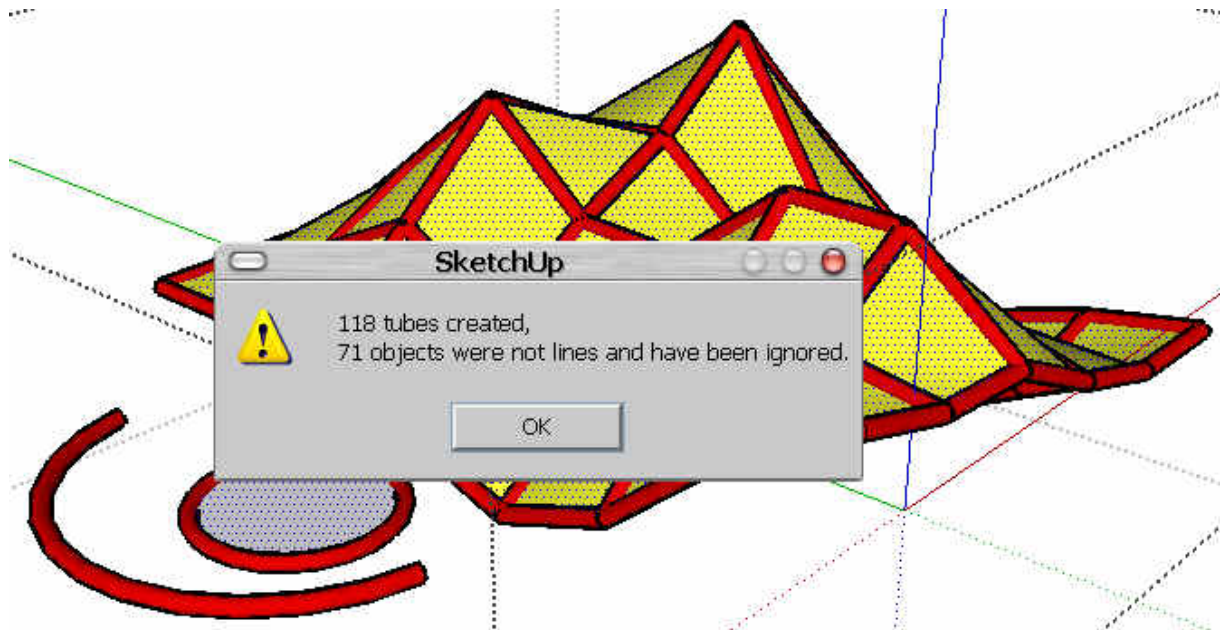 SketchUp
118 tubes created,
71 objects were not lines and have been ignored.
OK